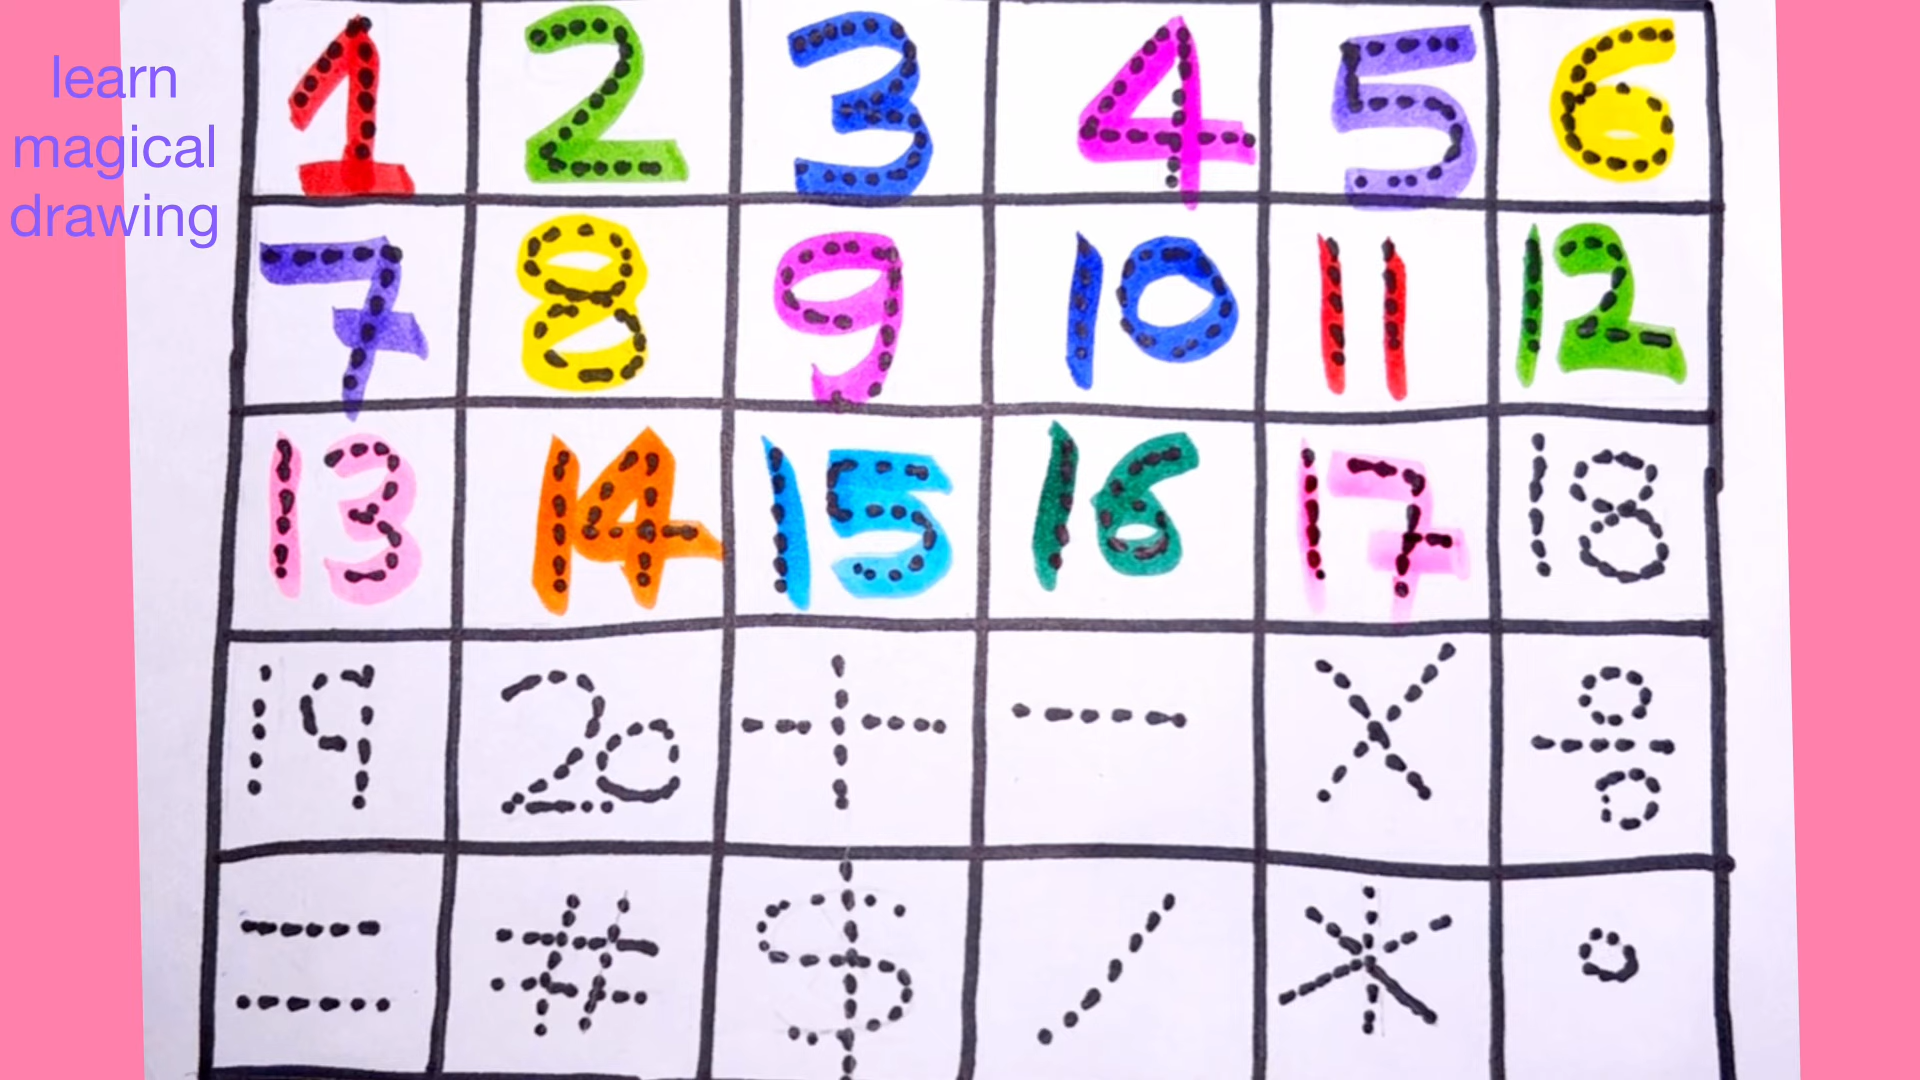 learn
magical
drawing
1 2 3 4 5 6
7 8 9 10 11 12
13 14 15 16 17 18
19 20 + - × ÷
= # $ / * °